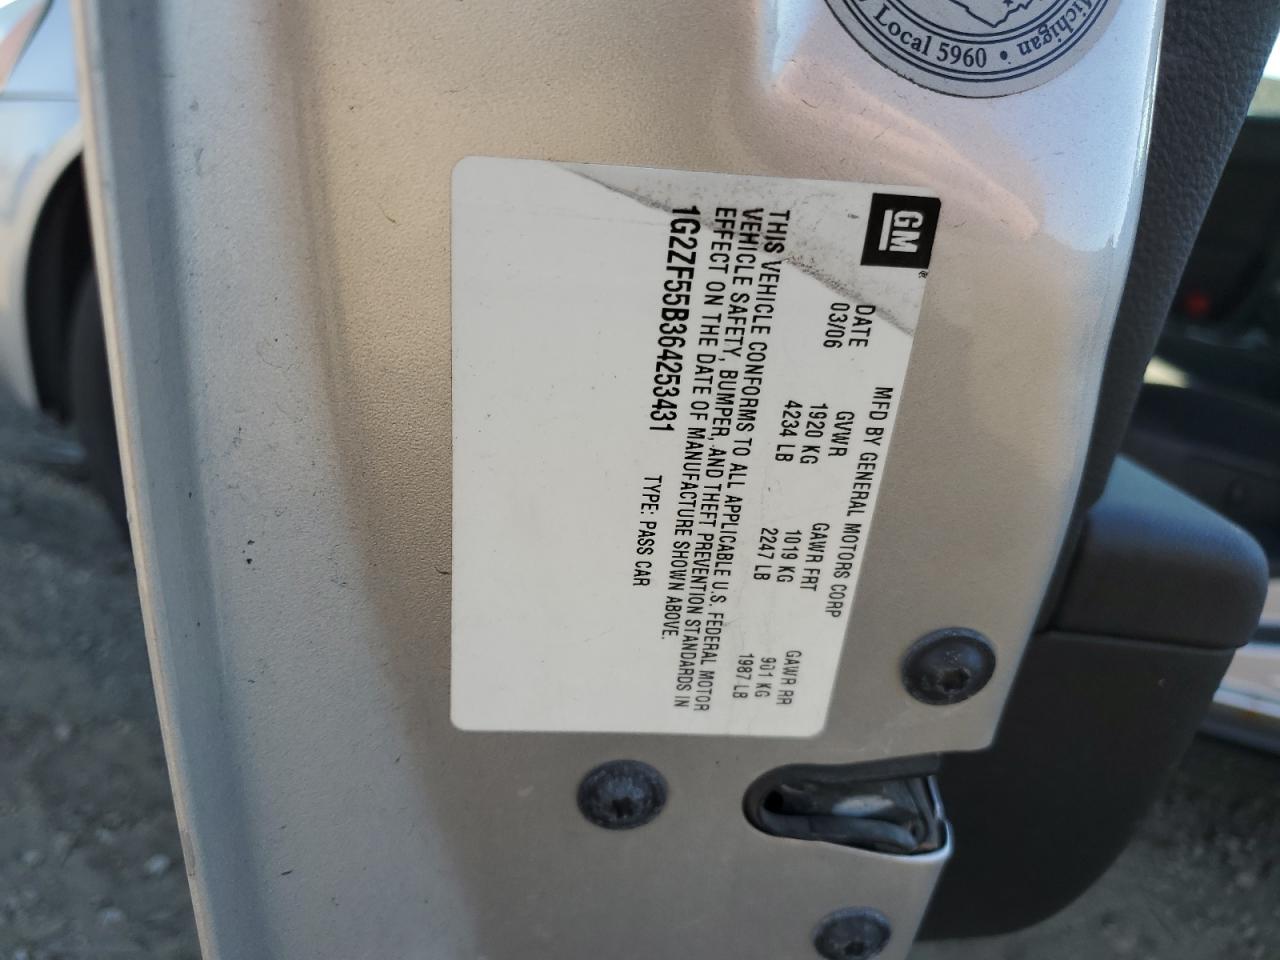 Local 5960 • Michigan
GM
®
MFD BY GENERAL MOTORS CORP
DATE GVWR GAWR FRT GAWR RR
03/06 1920 KG 1019 KG 901 KG
4234 LB 2247 LB 1987 LB
THIS VEHICLE CONFORMS TO ALL APPLICABLE U.S. FEDERAL MOTOR
VEHICLE SAFETY, BUMPER, AND THEFT PREVENTION STANDARDS IN
EFFECT ON THE DATE OF MANUFACTURE SHOWN ABOVE.
1G2ZF55B364253431 TYPE: PASS CAR